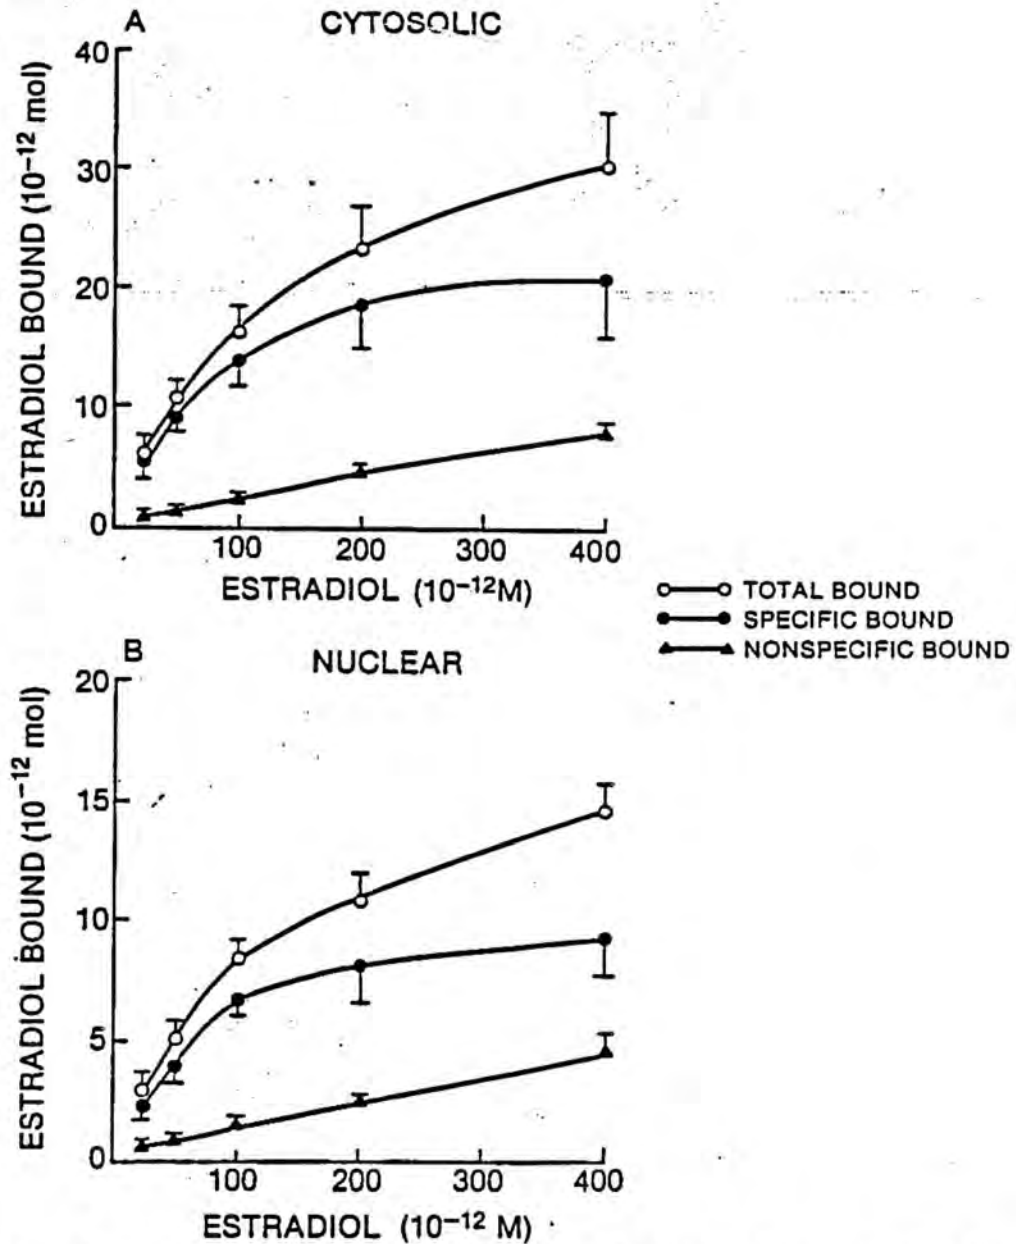 A
CYTOSOLIC
ESTRADIOL BOUND (10⁻¹² mol)
40
30
20
10
0
100 200 300 400
ESTRADIOL (10⁻¹²M)
TOTAL BOUND
SPECIFIC BOUND
NONSPECIFIC BOUND
B
NUCLEAR
ESTRADIOL BOUND (10⁻¹² mol)
20
15
10
5
0
100 200 300 400
ESTRADIOL (10⁻¹² M)